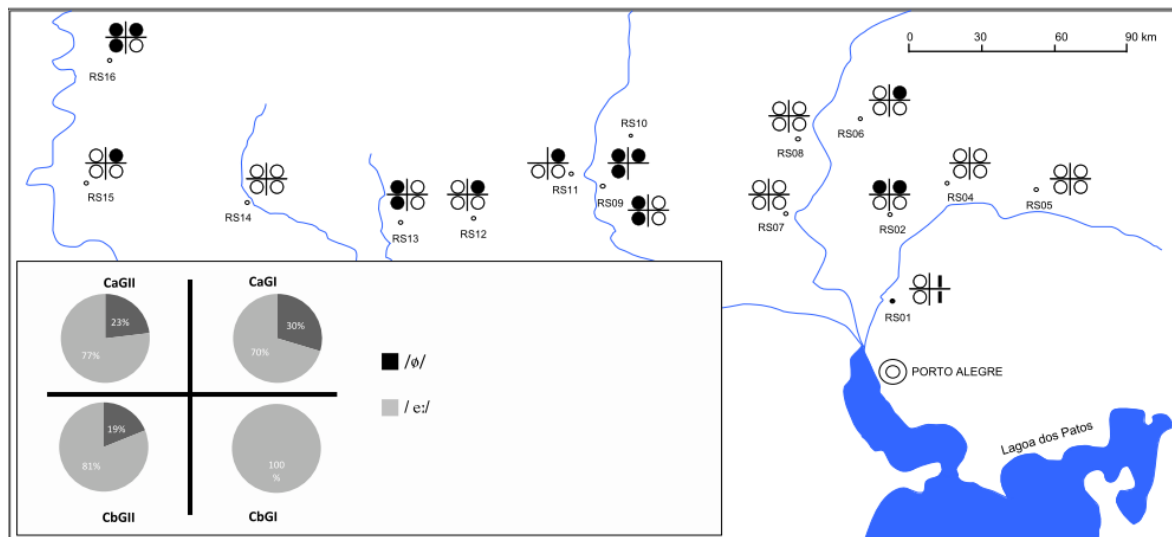 0 30 60 90 km
RS16
RS10
RS06
RS08
RS15
RS11
RS09
RS04
RS05
RS14
RS13
RS12
RS07
RS02
RS01
PORTO ALEGRE
Lagoa dos Patos
CaGII
CaGI
23%
77%
30%
70%
/ø/
/ e:/
19%
81%
100
%
CbGII
CbGI